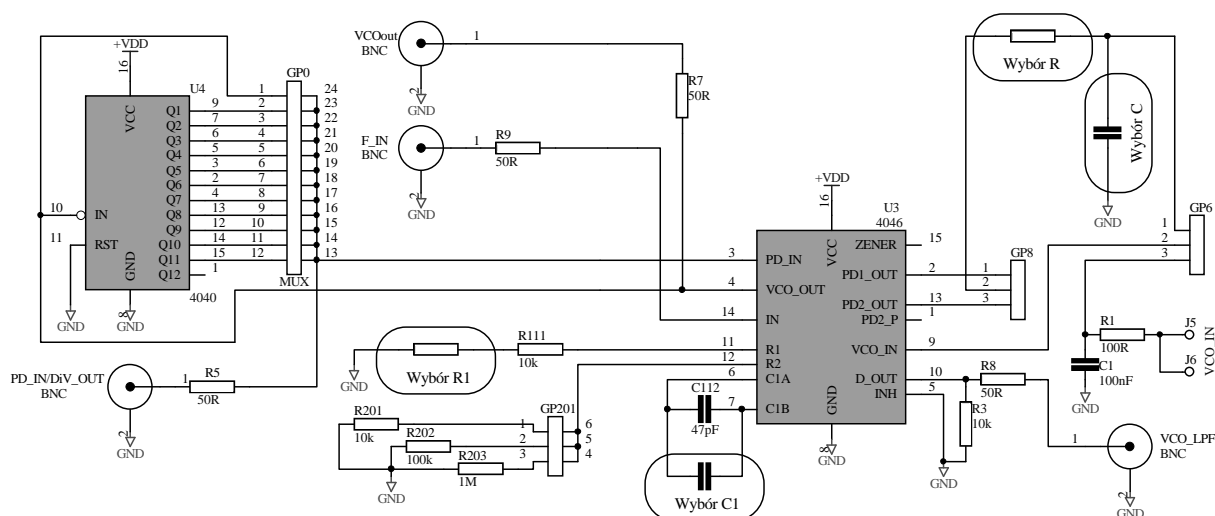 +VDD
16
U4
VCC
Q1
Q2
Q3
Q4
Q5
Q6
Q7
Q8
Q9
Q10
Q11
Q12
9
7
6
5
3
2
4
13
12
14
15
1
10
IN
11
RST
GND
8
4040
GND
GND
GP0
1
2
3
4
5
6
7
8
9
10
11
12
24
23
22
21
20
19
18
17
16
15
14
13
MUX
PD_IN/DiV_OUT
BNC
1
R5
50R
2
GND
VCOout
BNC
1
2
GND
F_IN
BNC
1
R9
50R
2
GND
R7
50R
GND
Wybór R1
R111
10k
R201
10k
R202
100k
R203
1M
GND
GP201
1
2
3
6
5
4
C112
47pF
Wybór C1
+VDD
16
U3
4046
VCC
3
PD_IN
4
VCO_OUT
14
IN
11
R1
12
R2
6
C1A
7
C1B
GND
8
GND
ZENER
15
PD1_OUT
2
PD2_OUT
13
PD2_P
1
VCO_IN
9
D_OUT
10
INH
5
GP8
1
2
3
Wybór R
Wybór C
GND
GP6
1
2
3
R1
100R
C1
100nF
GND
J5
J6
VCO_IN
R8
50R
R3
10k
GND
1
VCO_LPF
BNC
2
GND